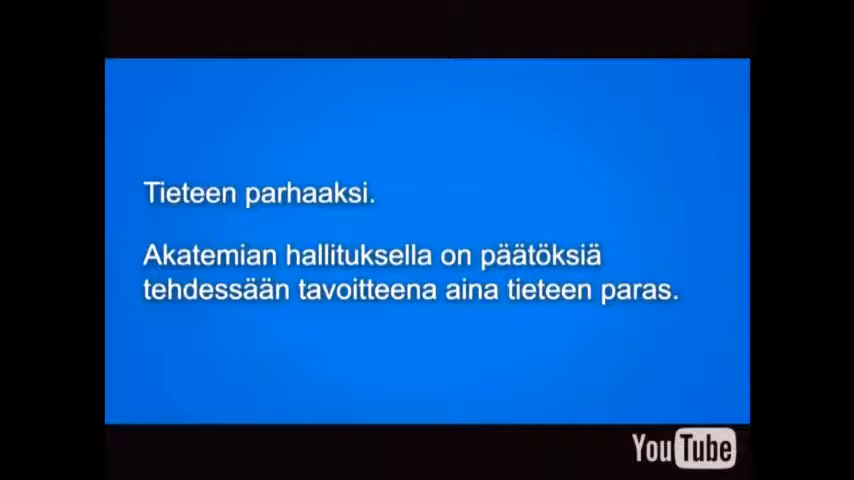 Tieteen parhaaksi.
Akatemian hallituksella on päätöksiä
tehdessään tavoitteena aina tieteen paras.
YouTube